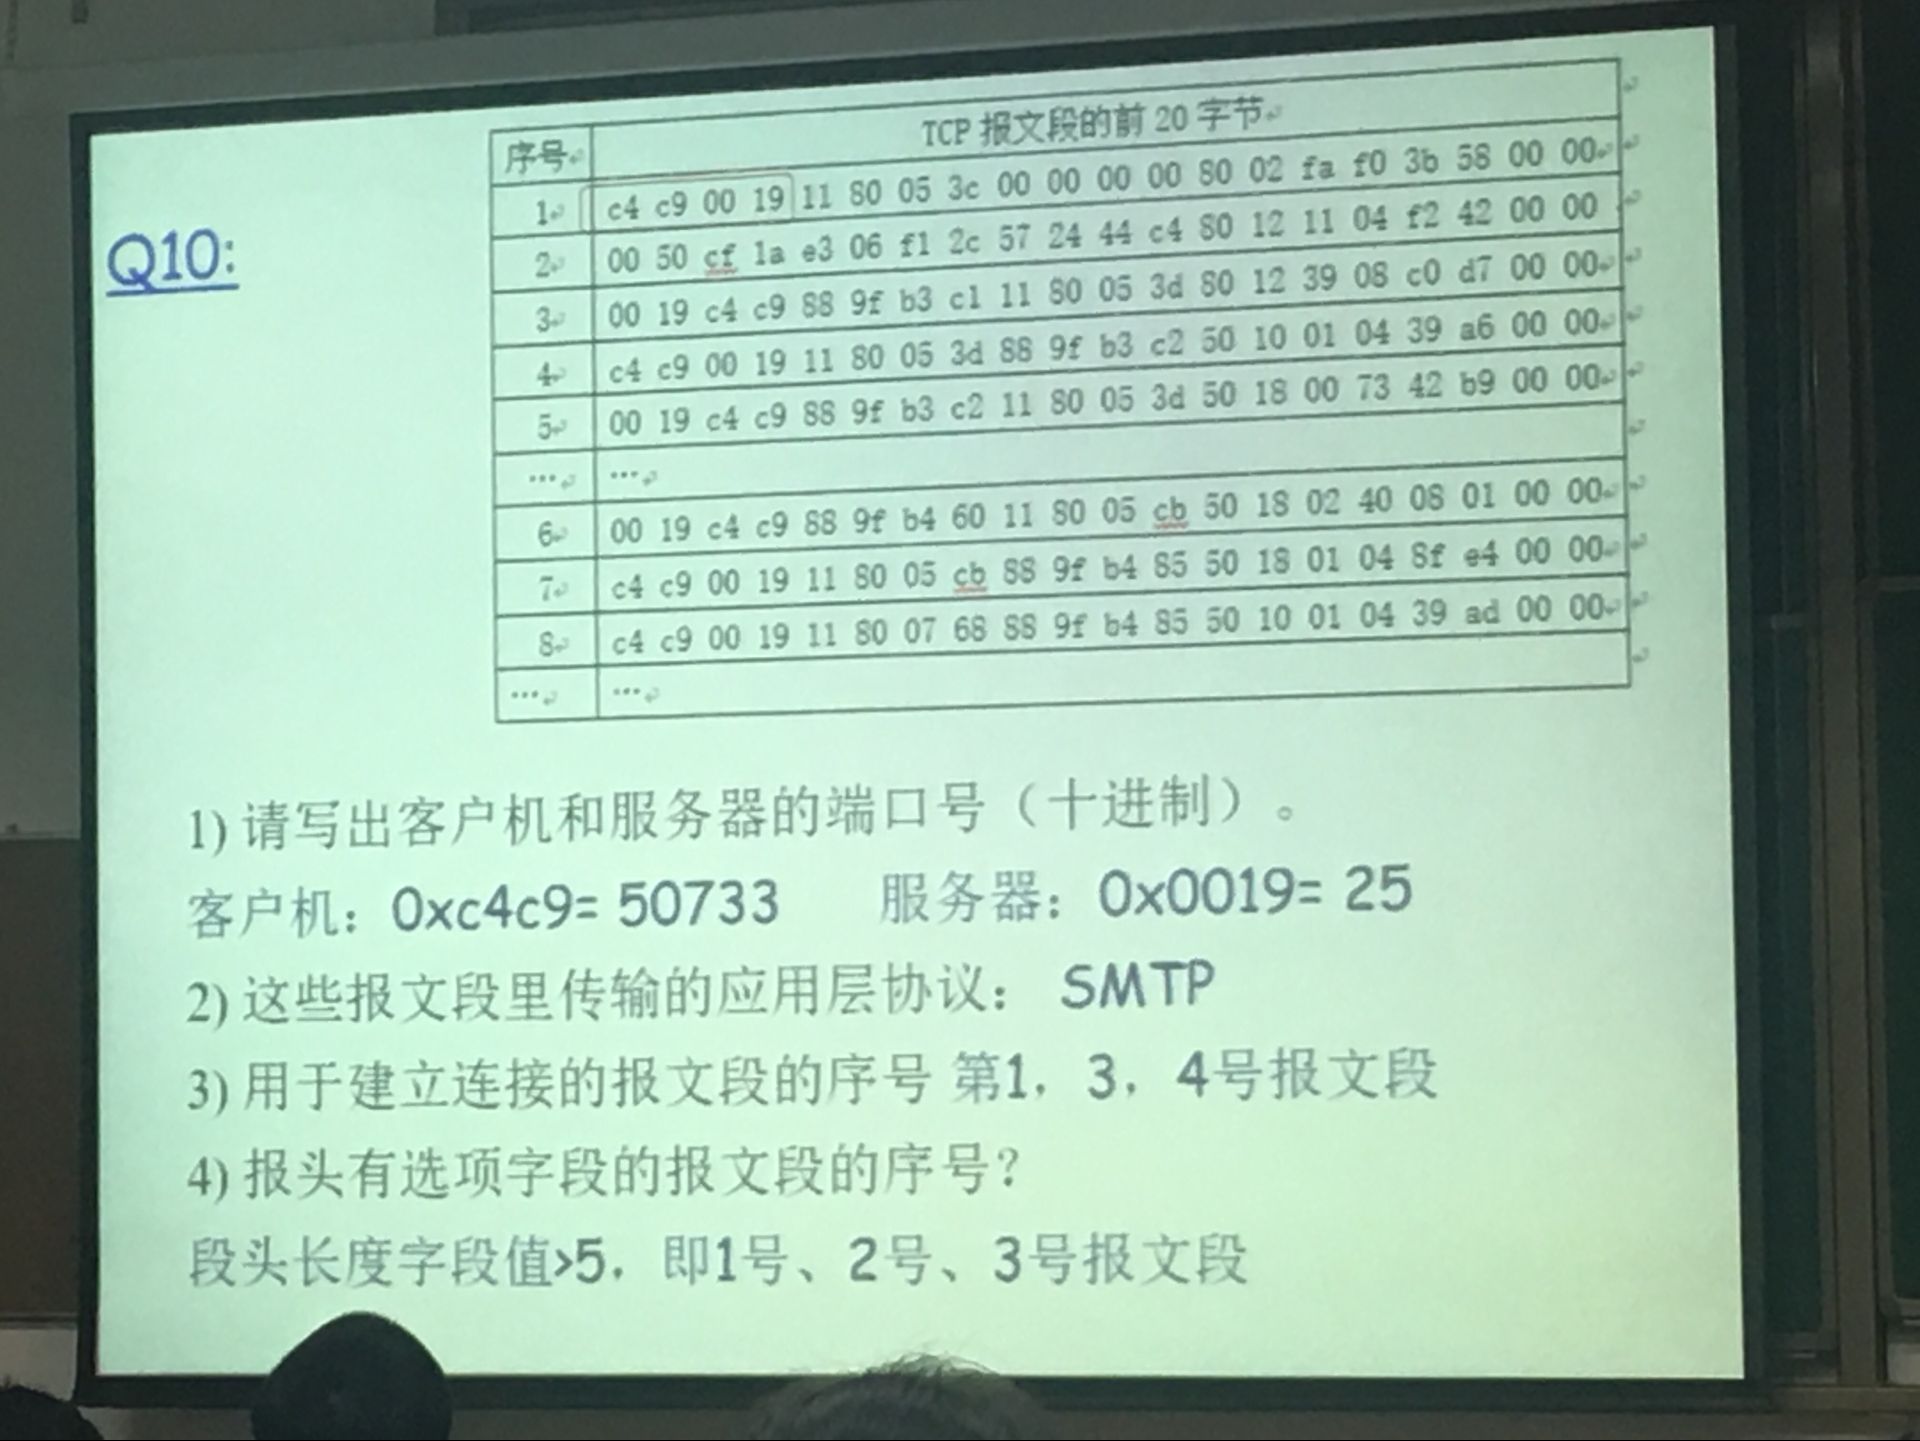 Q10:
序号 TCP 报文段的前 20 字节
1 c4 c9 00 19 11 80 05 3c 00 00 00 00 80 02 fa f0 3b 58 00 00
2 00 50 cf 1a e3 06 f1 2c 57 24 44 c4 80 12 11 04 f2 42 00 00
3 00 19 c4 c9 88 9f b3 c1 11 80 05 3d 80 12 39 08 c0 d7 00 00
4 c4 c9 00 19 11 80 05 3d 88 9f b3 c2 50 10 01 04 39 a6 00 00
5 00 19 c4 c9 88 9f b3 c2 11 80 05 3d 50 18 00 73 42 b9 00 00
… …
6 00 19 c4 c9 88 9f b4 60 11 80 05 cb 50 18 02 40 08 01 00 00
7 c4 c9 00 19 11 80 05 cb 88 9f b4 85 50 18 01 04 8f e4 00 00
8 c4 c9 00 19 11 80 07 68 88 9f b4 85 50 10 01 04 39 ad 00 00
… …
1) 请写出客户机和服务器的端口号（十进制）。
客户机：0xc4c9= 50733 服务器：0x0019= 25
2) 这些报文段里传输的应用层协议： SMTP
3) 用于建立连接的报文段的序号 第1，3，4号报文段
4) 报头有选项字段的报文段的序号？
段头长度字段值>5，即1号、2号、3号报文段